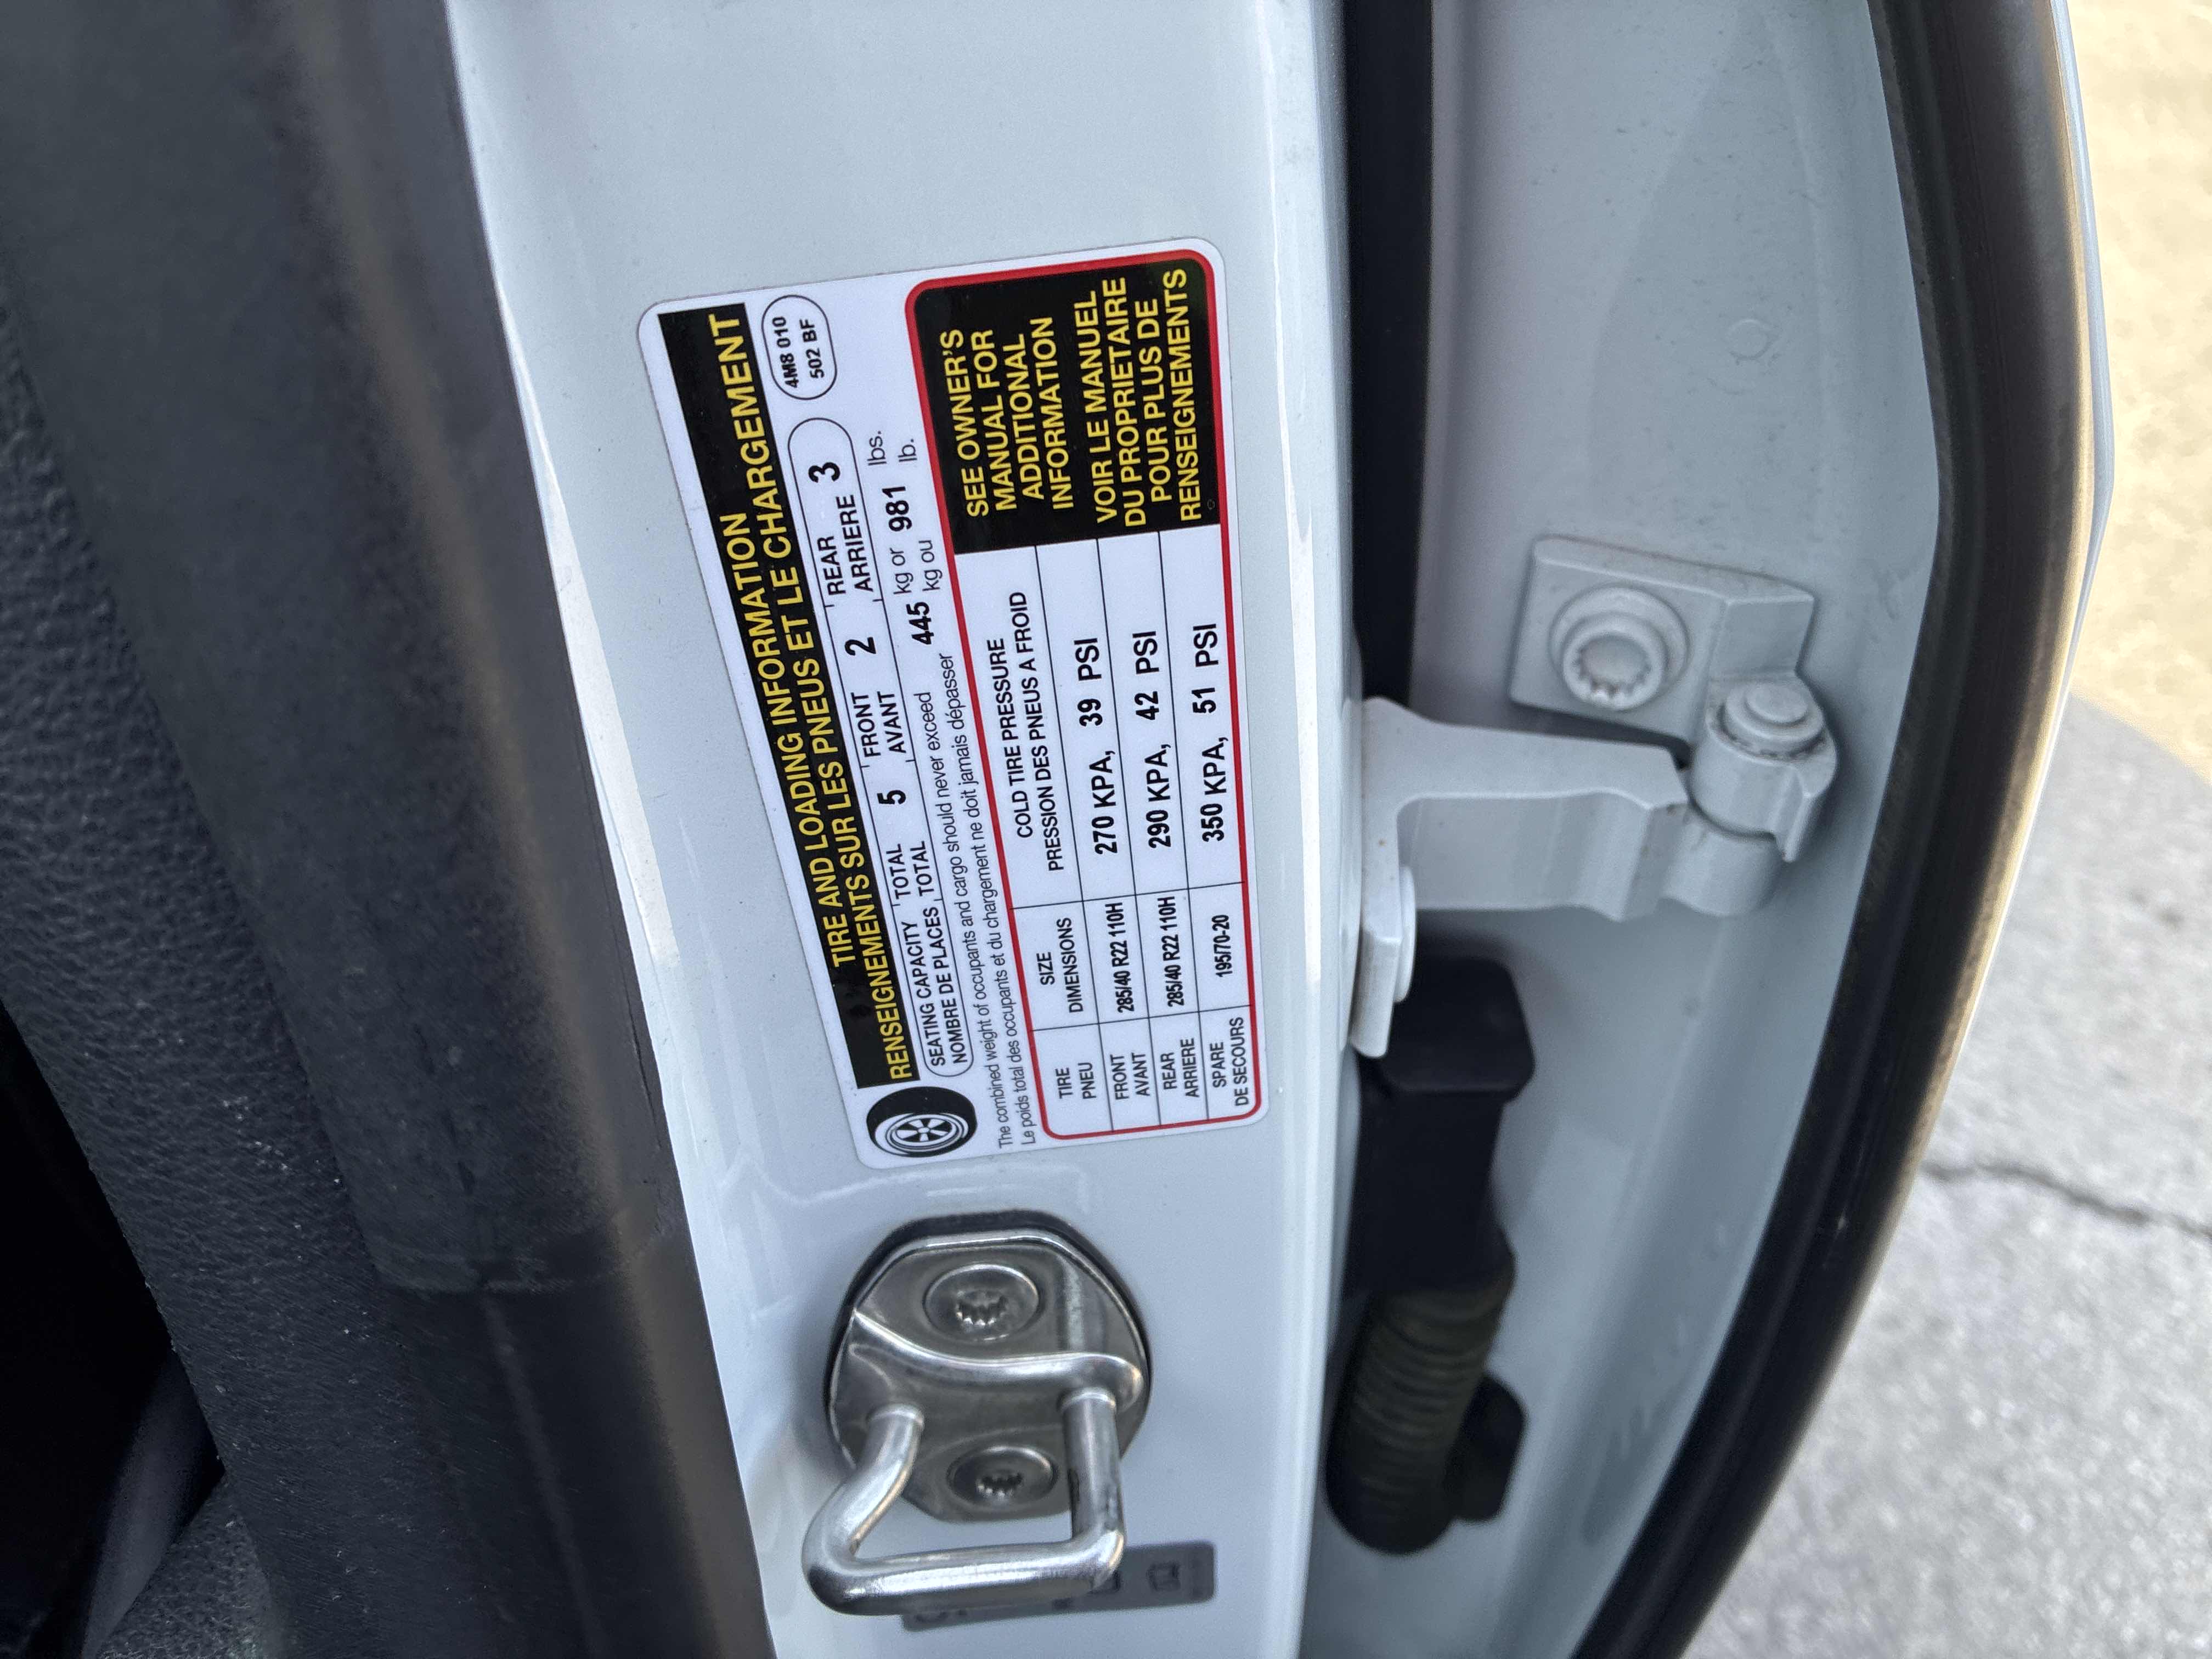 TIRE AND LOADING INFORMATION
RENSEIGNEMENTS SUR LES PNEUS ET LE CHARGEMENT
4M8 010
502 BF
SEATING CAPACITY TOTAL 5 FRONT 2 REAR 3
NOMBRE DE PLACES TOTAL AVANT ARRIERE
The combined weight of occupants and cargo should never exceed 445 kg or 981 lbs.
Le poids total des occupants et du chargement ne doit jamais dépasser kg ou lb.
TIRE SIZE COLD TIRE PRESSURE
PNEU DIMENSIONS PRESSION DES PNEUS A FROID
FRONT
AVANT 285/40 R22 110H 270 KPA, 39 PSI
REAR
ARRIERE 285/40 R22 110H 290 KPA, 42 PSI
SPARE
DE SECOURS 195/70-20 350 KPA, 51 PSI
SEE OWNER'S
MANUAL FOR
ADDITIONAL
INFORMATION
VOIR LE MANUEL
DU PROPRIETAIRE
POUR PLUS DE
RENSEIGNEMENTS